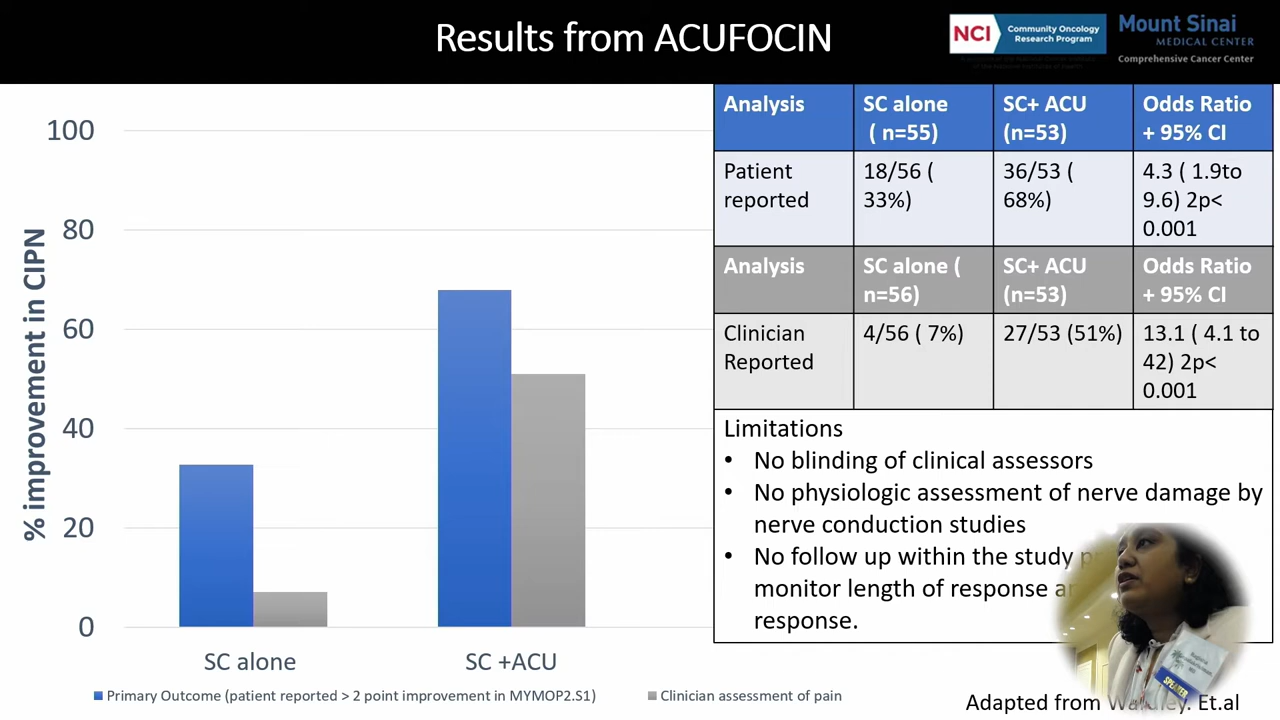 Results from ACUFOCIN
NCI
Community Oncology
Research Program
Mount Sinai
MEDICAL CENTER
Comprehensive Cancer Center
% improvement in CIPN
100
80
60
40
20
0
SC alone
SC +ACU
Primary Outcome (patient reported > 2 point improvement in MYMOP2.S1)
Clinician assessment of pain
Analysis
SC alone
( n=55)
SC+ ACU
(n=53)
Odds Ratio
+ 95% CI
Patient
reported
18/56 (
33%)
36/53 (
68%)
4.3 ( 1.9to
9.6) 2p<
0.001
Analysis
SC alone (
n=56)
SC+ ACU
(n=53)
Odds Ratio
+ 95% CI
Clinician
Reported
4/56 ( 7%)
27/53 (51%)
13.1 ( 4.1 to
42) 2p<
0.001
Limitations
• No blinding of clinical assessors
• No physiologic assessment of nerve damage by
nerve conduction studies
• No follow up within the study
monitor length of response
response.
Adapted from
Et.al
SPEAKER